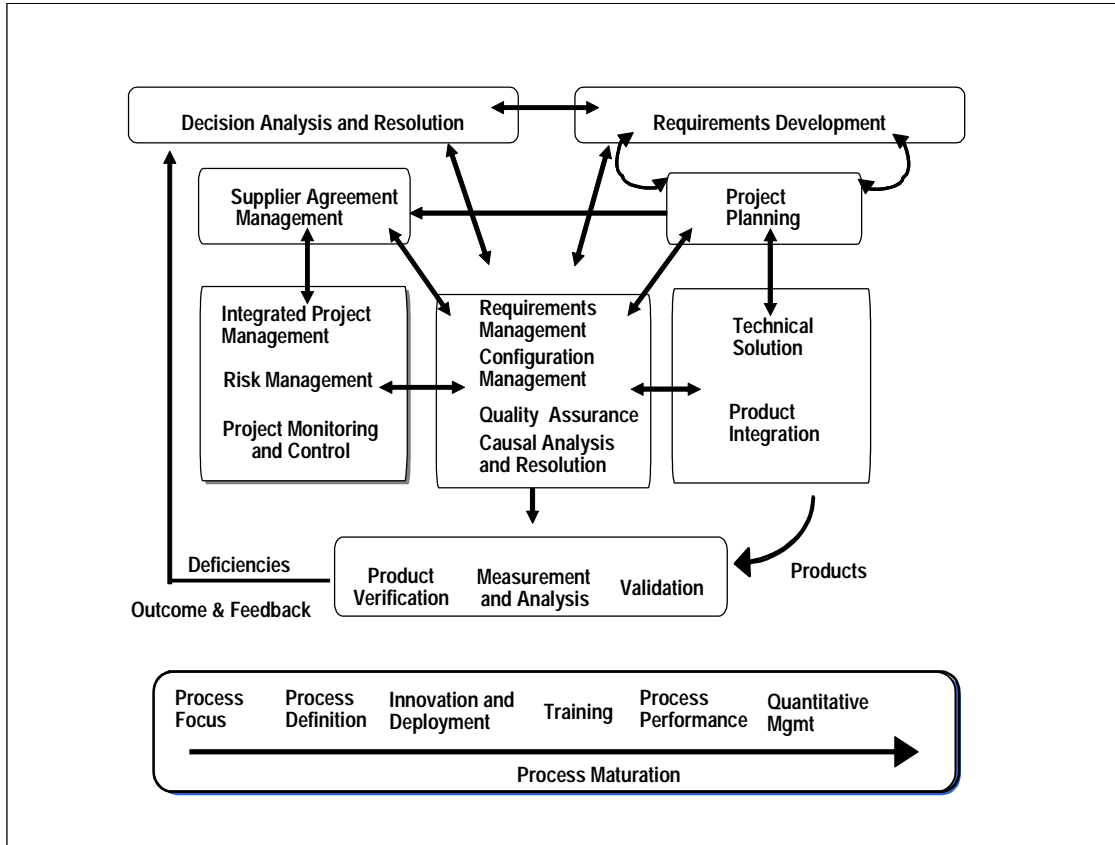 Decision Analysis and Resolution
Requirements Development
Supplier Agreement
Management
Project
Planning
Integrated Project
Management
Risk Management
Project Monitoring
and Control
Requirements
Management
Configuration
Management
Quality Assurance
Causal Analysis
and Resolution
Technical
Solution
Product
Integration
Deficiencies
Outcome & Feedback
Product
Verification
Measurement
and Analysis
Validation
Products
Process
Focus
Process
Definition
Innovation and
Deployment
Training
Process
Performance
Quantitative
Mgmt
Process Maturation